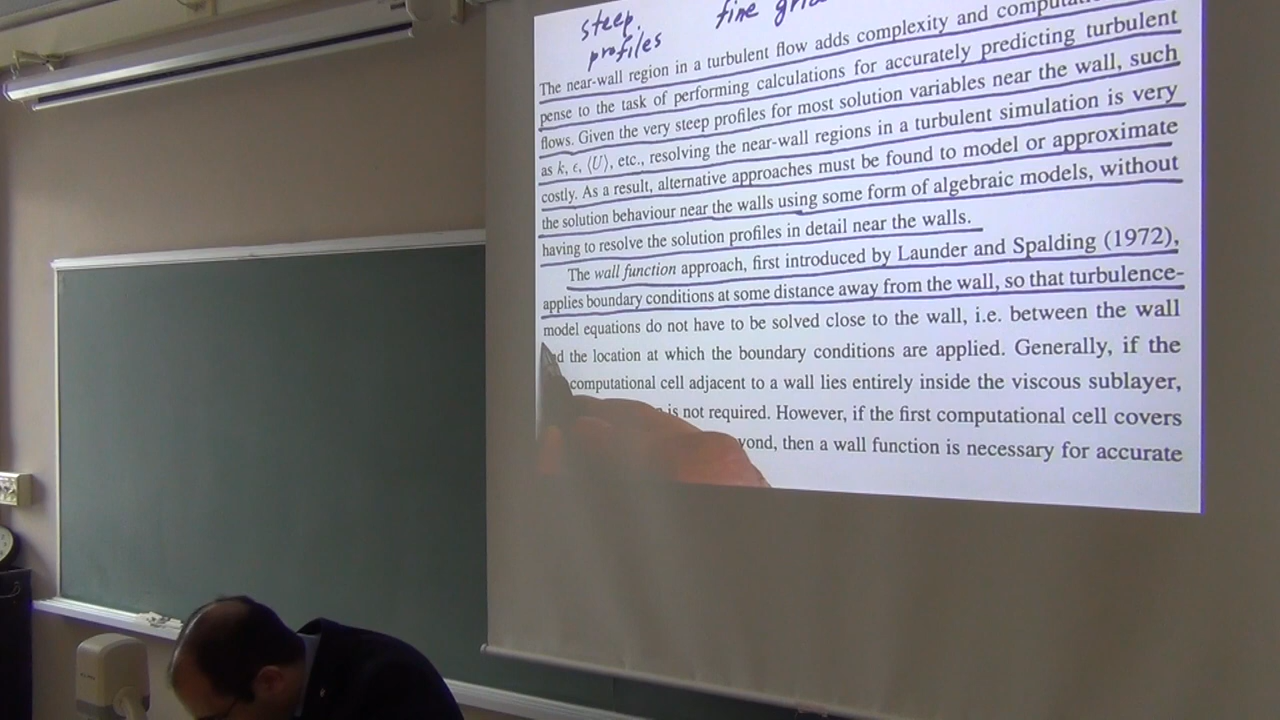 steep fine
profiles
The near-wall region in a turbulent flow adds complexity and
pense to the task of performing calculations for accurately predicting turbulent
flows. Given the very steep profiles for most solution variables near the wall, such
as k, ϵ, ⟨U⟩, etc., resolving the near-wall regions in a turbulent simulation is very
costly. As a result, alternative approaches must be found to model or approximate
the solution behaviour near the walls using some form of algebraic models, without
having to resolve the solution profiles in detail near the walls.
The wall function approach, first introduced by Launder and Spalding (1972),
applies boundary conditions at some distance away from the wall, so that turbulence-
model equations do not have to be solved close to the wall, i.e. between the wall
the location at which the boundary conditions are applied. Generally, if the
computational cell adjacent to a wall lies entirely inside the viscous sublayer,
is not required. However, if the first computational cell covers
then a wall function is necessary for accurate